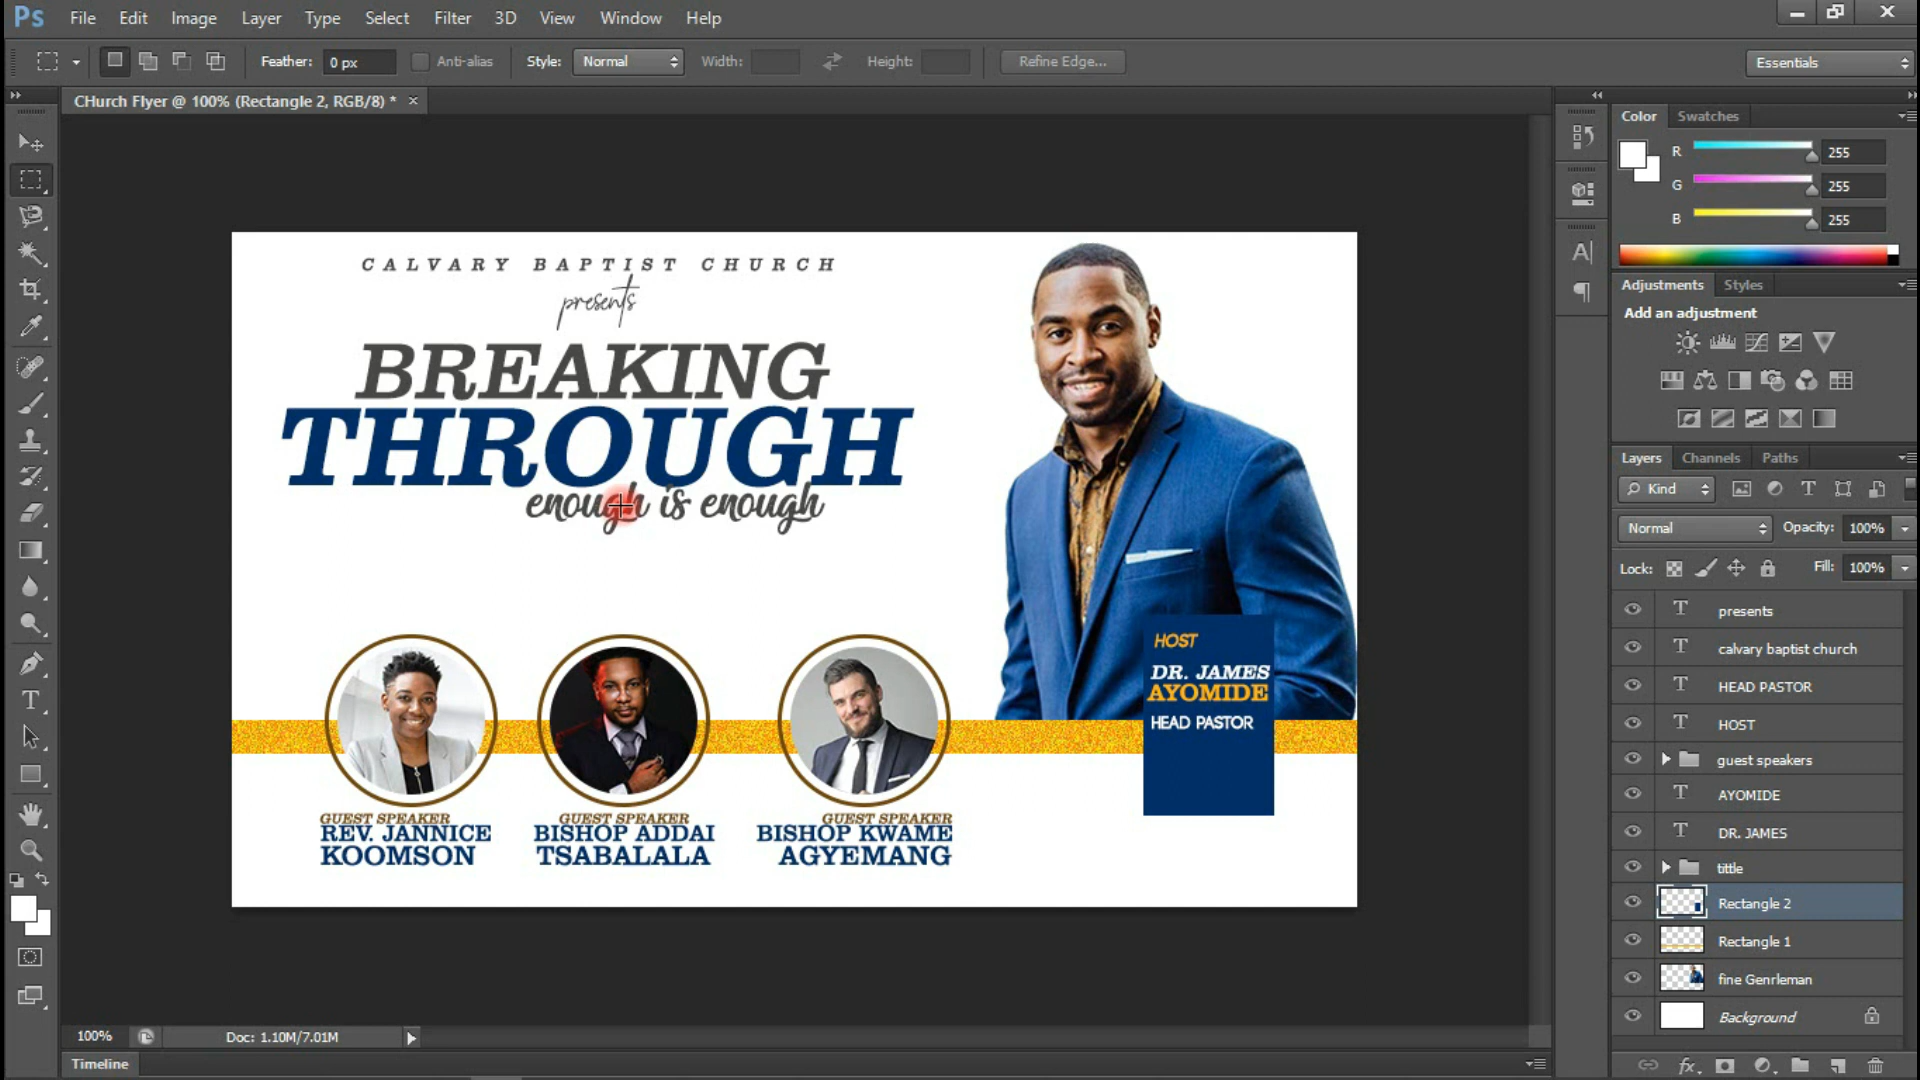 Ps File Edit Image Layer Type Select Filter 3D View Window Help
Feather: 0 px Anti-alias Style: Normal Width: Height: Refine Edge... Essentials
CHurch Flyer @ 100% (Rectangle 2, RGB/8) *
CALVARY BAPTIST CHURCH
presents
BREAKING
THROUGH
enough is enough
HOST
DR. JAMES
AYOMIDE
HEAD PASTOR
GUEST SPEAKER
REV. JANNICE
KOOMSON
GUEST SPEAKER
BISHOP ADDAI
TSABALALA
GUEST SPEAKER
BISHOP KWAME
AGYEMANG
Color Swatches
R 255
G 255
B 255
Adjustments Styles
Add an adjustment
Layers Channels Paths
Kind
Normal Opacity: 100%
Lock: Fill: 100%
T presents
T calvary baptist church
T HEAD PASTOR
T HOST
guest speakers
T AYOMIDE
T DR. JAMES
tittle
Rectangle 2
Rectangle 1
fine Genrleman
Background
100% Doc: 1.10M/7.01M
Timeline